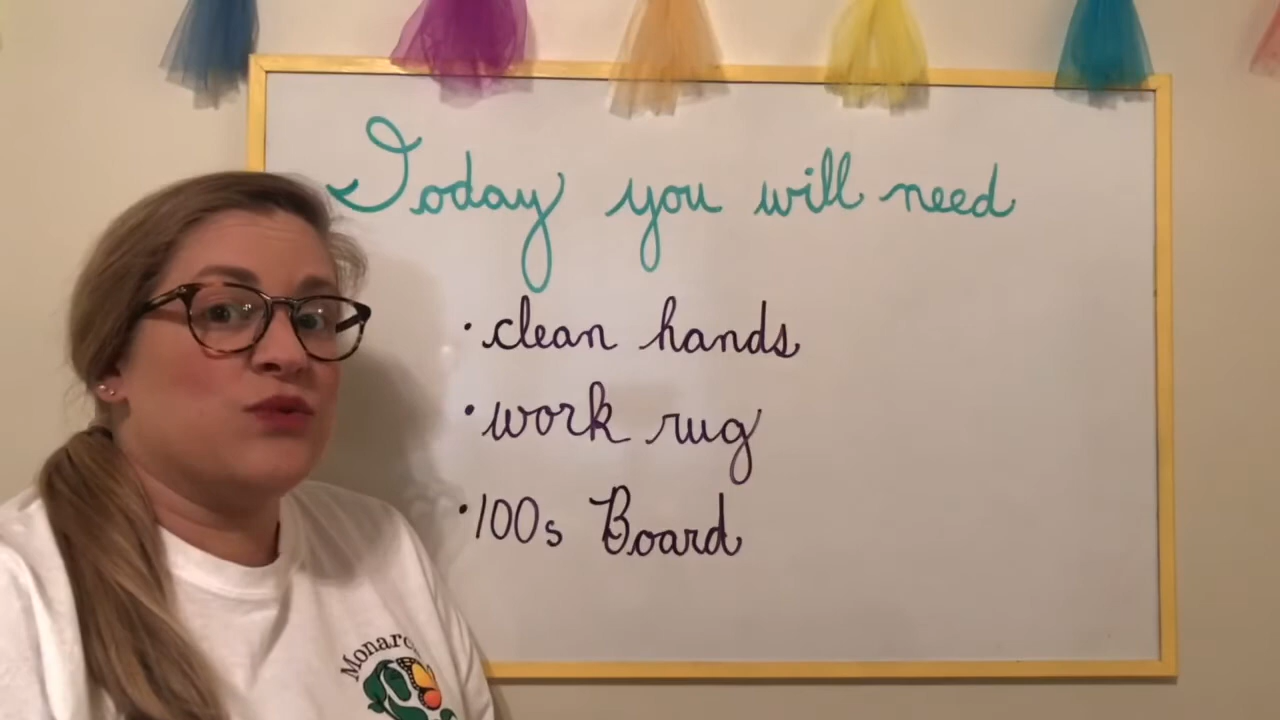 Today you will need
·clean hands
·work rug
·100s Board